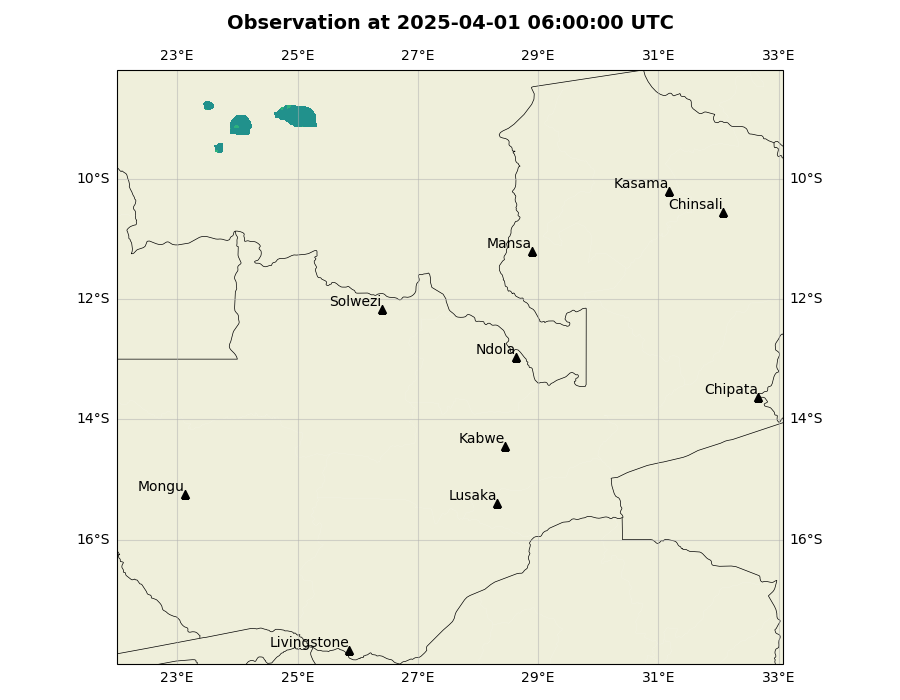 Observation at 2025-04-01 06:00:00 UTC
23°E 25°E 27°E 29°E 31°E 33°E
10°S 10°S
Kasama
Chinsali
Mansa
12°S 12°S
Solwezi
Ndola
Chipata
14°S 14°S
Kabwe
Mongu
Lusaka
16°S 16°S
Livingstone
23°E 25°E 27°E 29°E 31°E 33°E